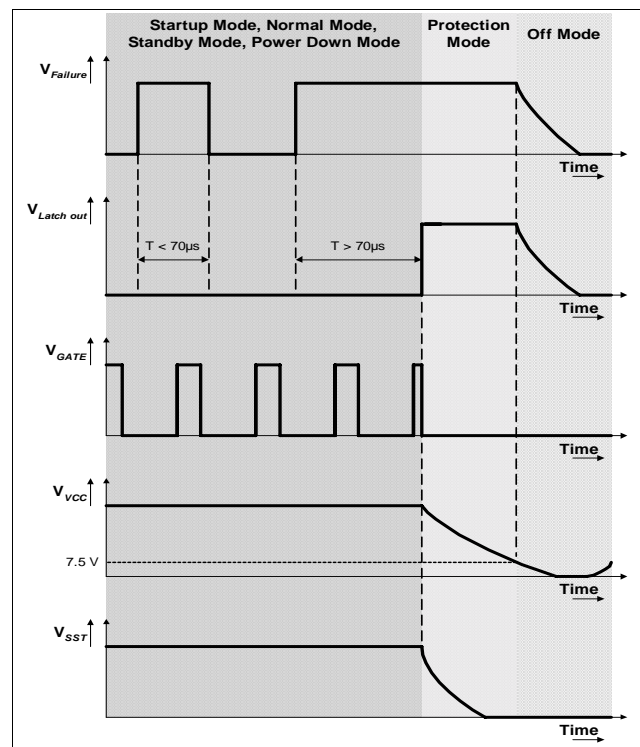 Startup Mode, Normal Mode,
Standby Mode, Power Down Mode
Protection
Mode
Off Mode
VFailure
Time
VLatch out
T < 70µs
T > 70µs
Time
VGATE
Time
VVCC
7.5 V
Time
VSST
Time